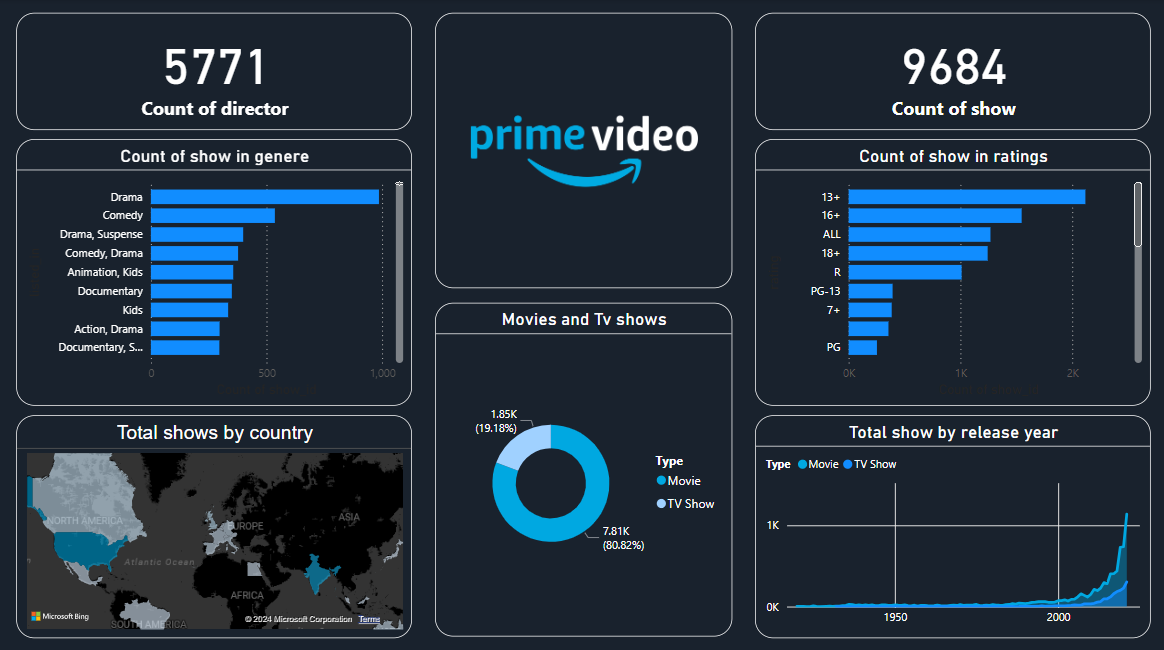 5771
Count of director
prime video
9684
Count of show
Count of show in genere
Drama
Comedy
Drama, Suspense
Comedy, Drama
Animation, Kids
Documentary
Kids
Action, Drama
Documentary, S...
0 500 1,000
Count of show in ratings
13+
16+
ALL
18+
R
PG-13
7+
PG
0K 1K 2K
Movies and Tv shows
1.85K
(19.18%)
7.81K
(80.82%)
Type
Movie
TV Show
Total shows by country
NORTH AMERICA
EUROPE
ASIA
Atlantic Ocean
AFRICA
SOUTH AMERICA
Microsoft Bing
© 2024 Microsoft Corporation Terms
Total show by release year
Type Movie TV Show
1K
0K
1950 2000